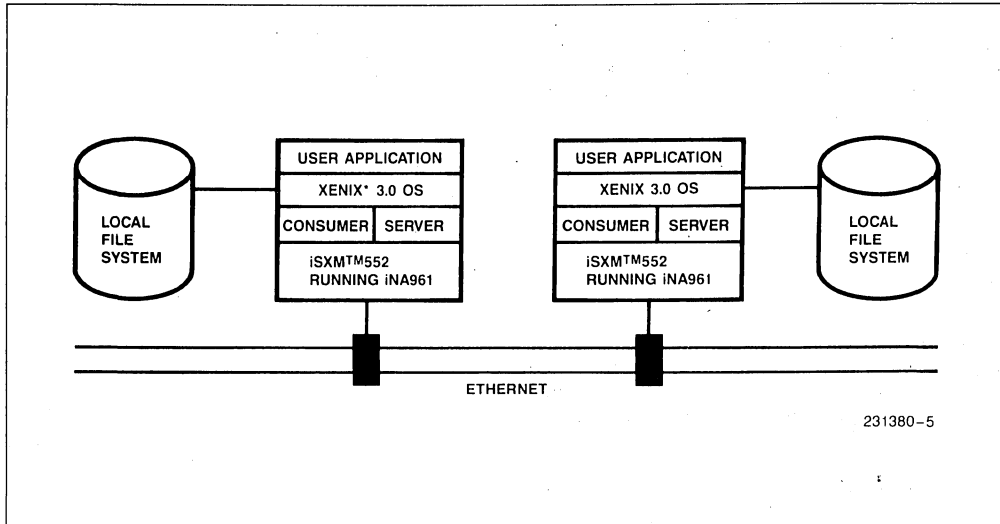 LOCAL
FILE
SYSTEM
USER APPLICATION
XENIX* 3.0 OS
CONSUMER SERVER
iSXM™552
RUNNING iNA961
USER APPLICATION
XENIX 3.0 OS
CONSUMER SERVER
iSXM™552
RUNNING iNA961
LOCAL
FILE
SYSTEM
ETHERNET
231380-5